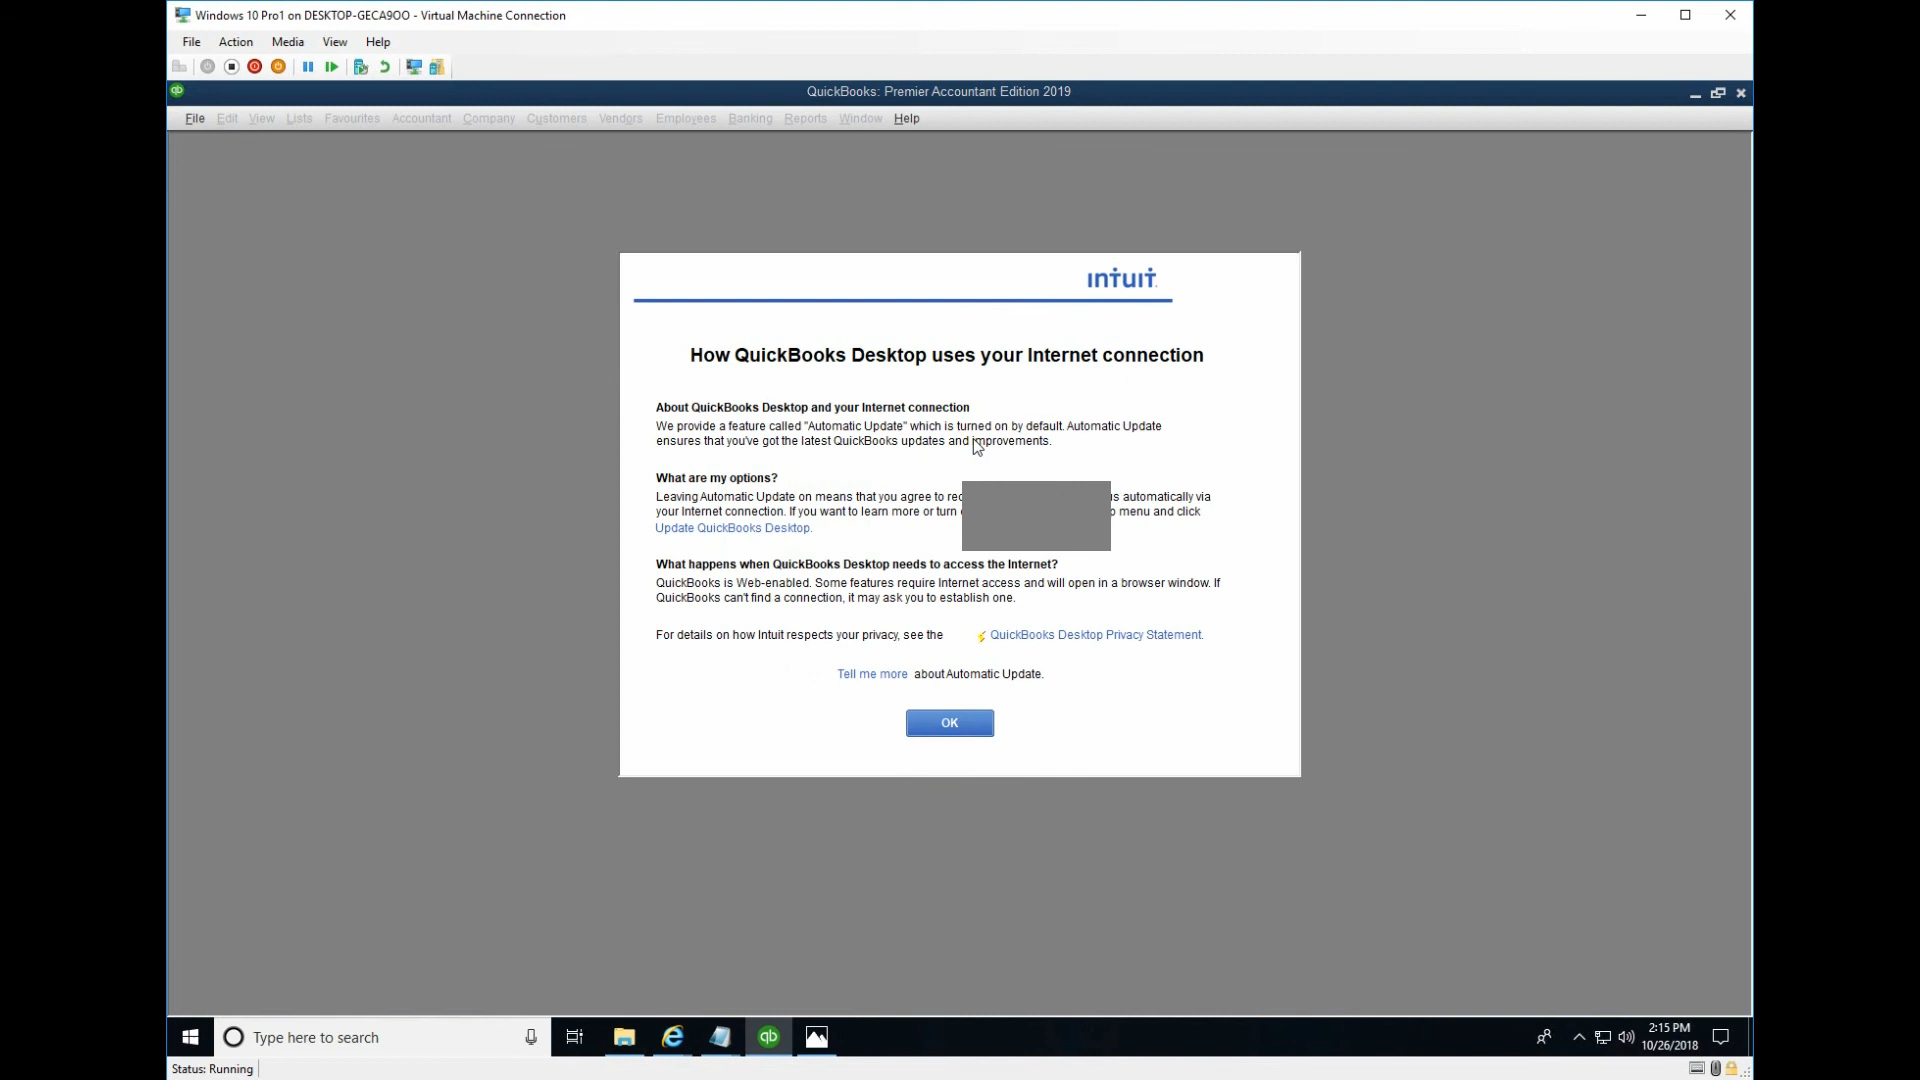 Windows 10 Pro1 on DESKTOP-GECA9OO - Virtual Machine Connection
File Action Media View Help
qb QuickBooks: Premier Accountant Edition 2019
File Edit View Lists Favourites Accountant Company Customers Vendors Employees Banking Reports Window Help
intuit
How QuickBooks Desktop uses your Internet connection
About QuickBooks Desktop and your Internet connection
We provide a feature called "Automatic Update" which is turned on by default. Automatic Update
ensures that you've got the latest QuickBooks updates and improvements.
What are my options?
Leaving Automatic Update on means that you agree to automatically via
your Internet connection. If you want to learn more or turn menu and click
Update QuickBooks Desktop.
What happens when QuickBooks Desktop needs to access the Internet?
QuickBooks is Web-enabled. Some features require Internet access and will open in a browser window. If
QuickBooks can't find a connection, it may ask you to establish one.
For details on how Intuit respects your privacy, see the QuickBooks Desktop Privacy Statement.
Tell me more about Automatic Update.
OK
Type here to search
qb
2:15 PM
10/26/2018
Status: Running